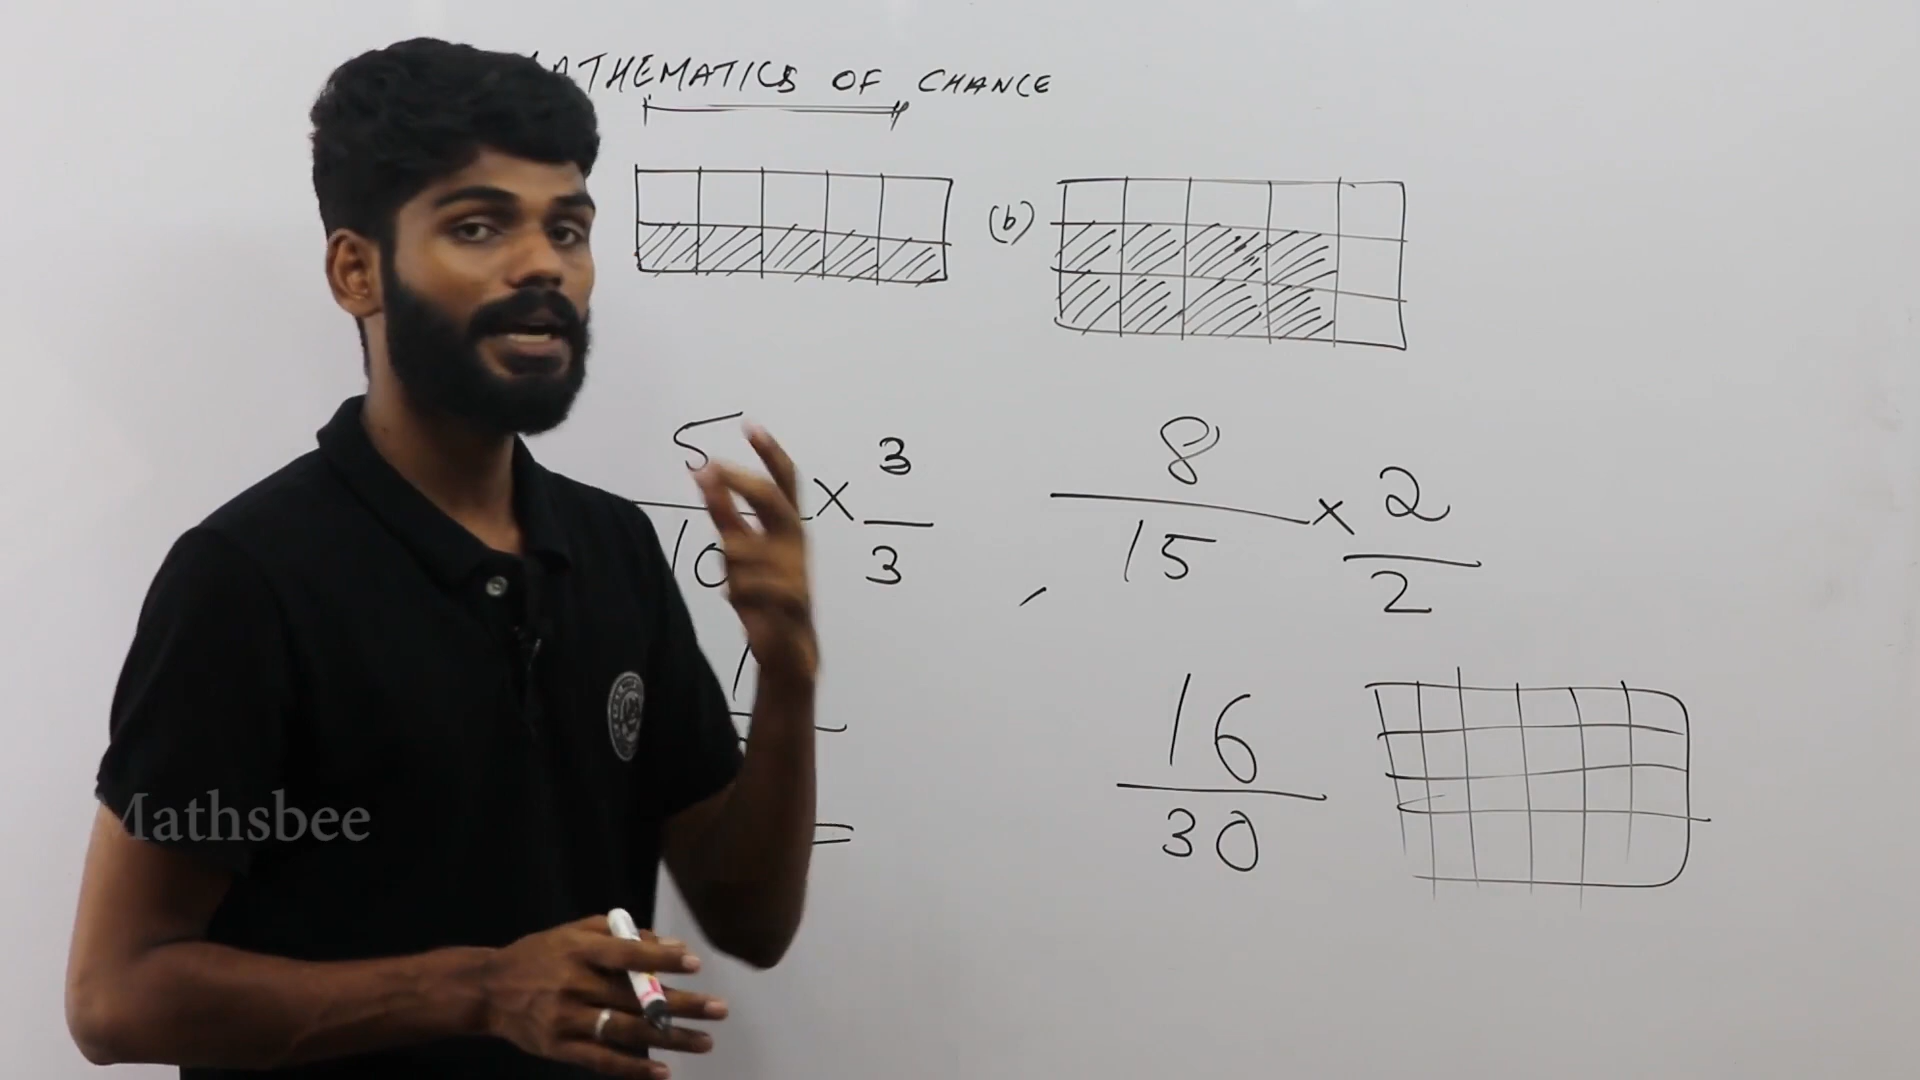 MATHEMATICS OF CHANCE
(b)
5/10 × 3/3 , 8/15 × 2/2
16/30
=
Mathsbee